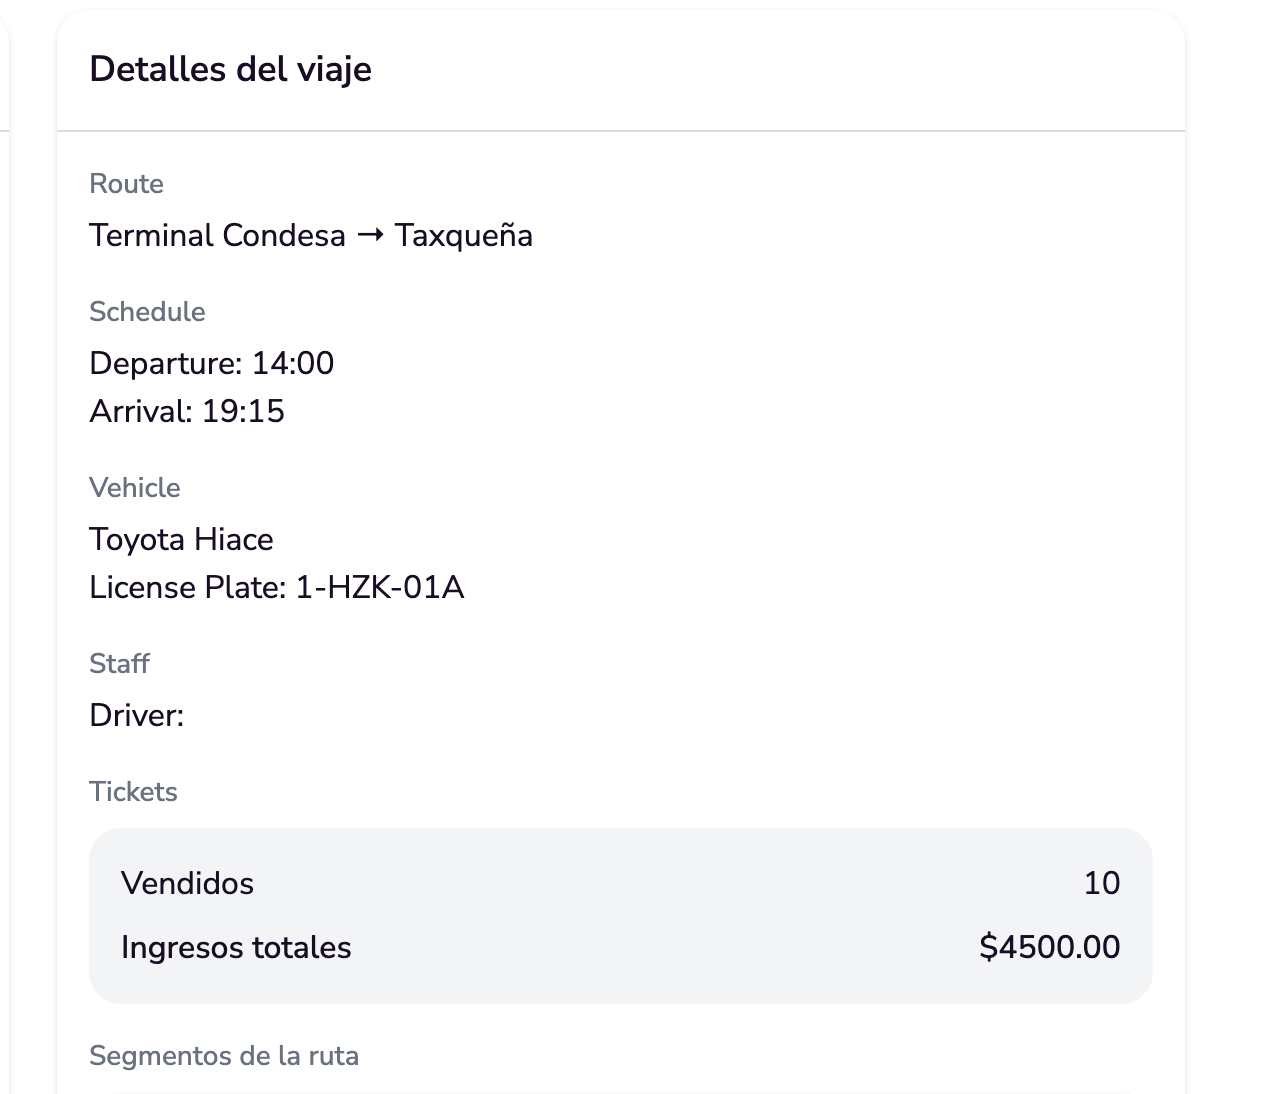 Detalles del viaje
Route
Terminal Condesa → Taxqueña
Schedule
Departure: 14:00
Arrival: 19:15
Vehicle
Toyota Hiace
License Plate: 1-HZK-01A
Staff
Driver:
Tickets
Vendidos 10
Ingresos totales $4500.00
Segmentos de la ruta